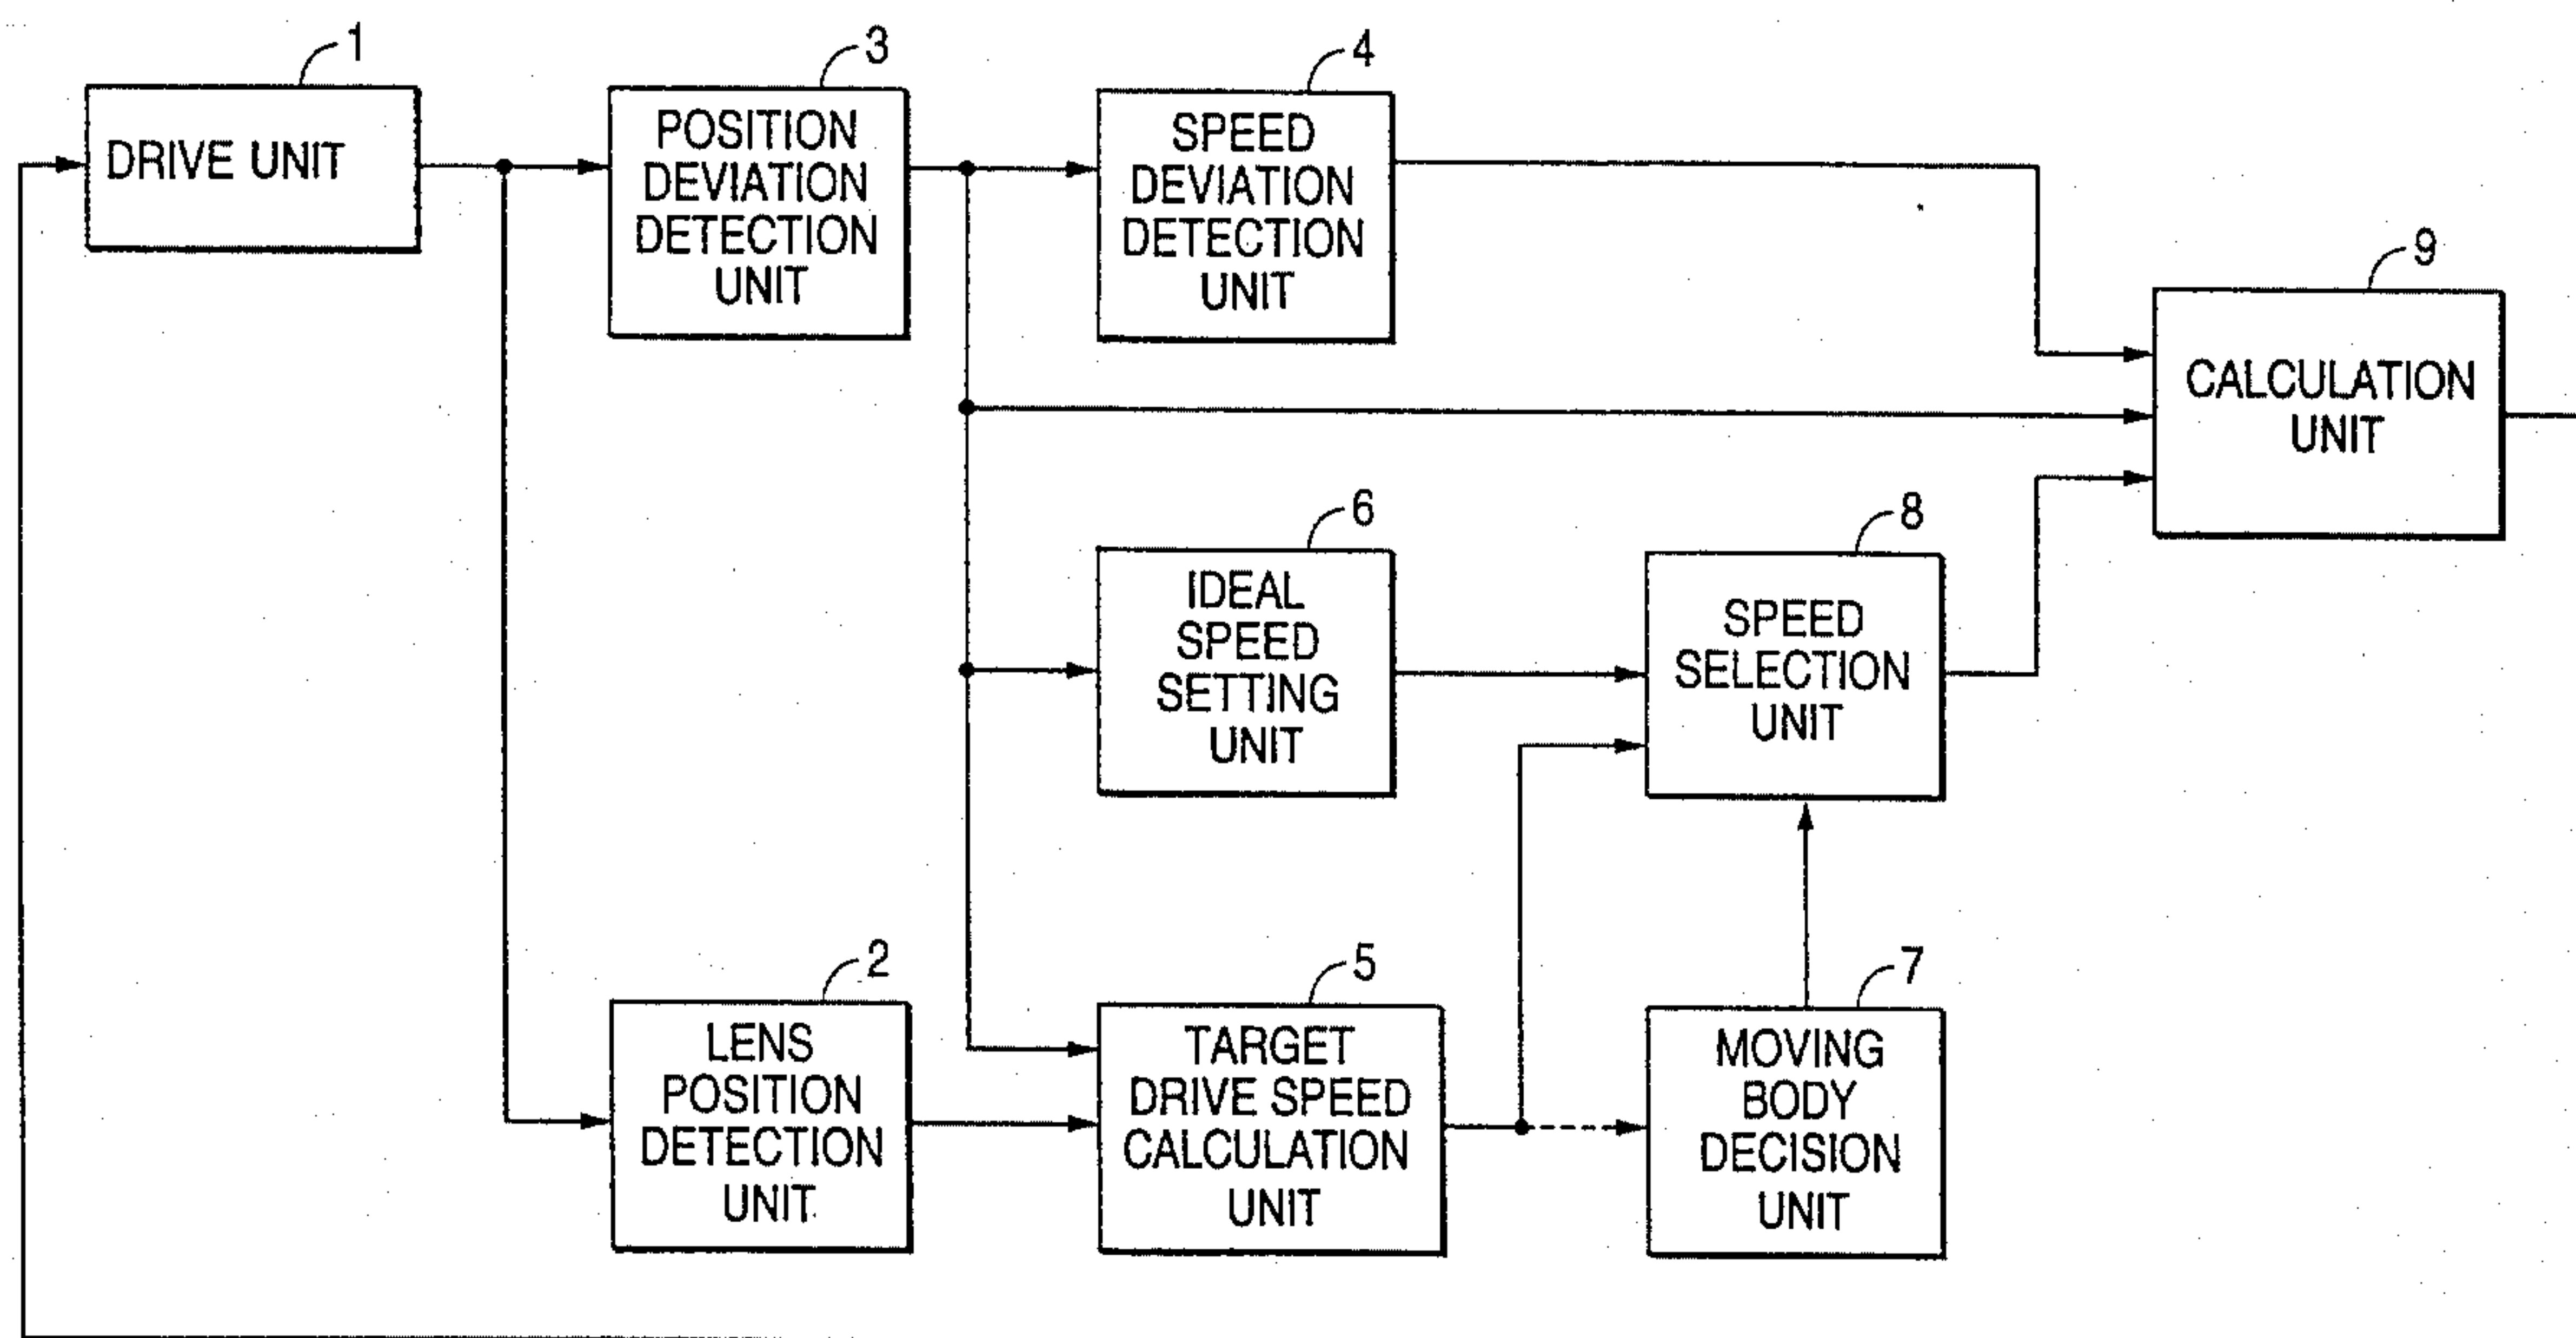 1
DRIVE UNIT
3
POSITION
DEVIATION
DETECTION
UNIT
4
SPEED
DEVIATION
DETECTION
UNIT
9
CALCULATION
UNIT
6
IDEAL
SPEED
SETTING
UNIT
8
SPEED
SELECTION
UNIT
2
LENS
POSITION
DETECTION
UNIT
5
TARGET
DRIVE SPEED
CALCULATION
UNIT
7
MOVING
BODY
DECISION
UNIT